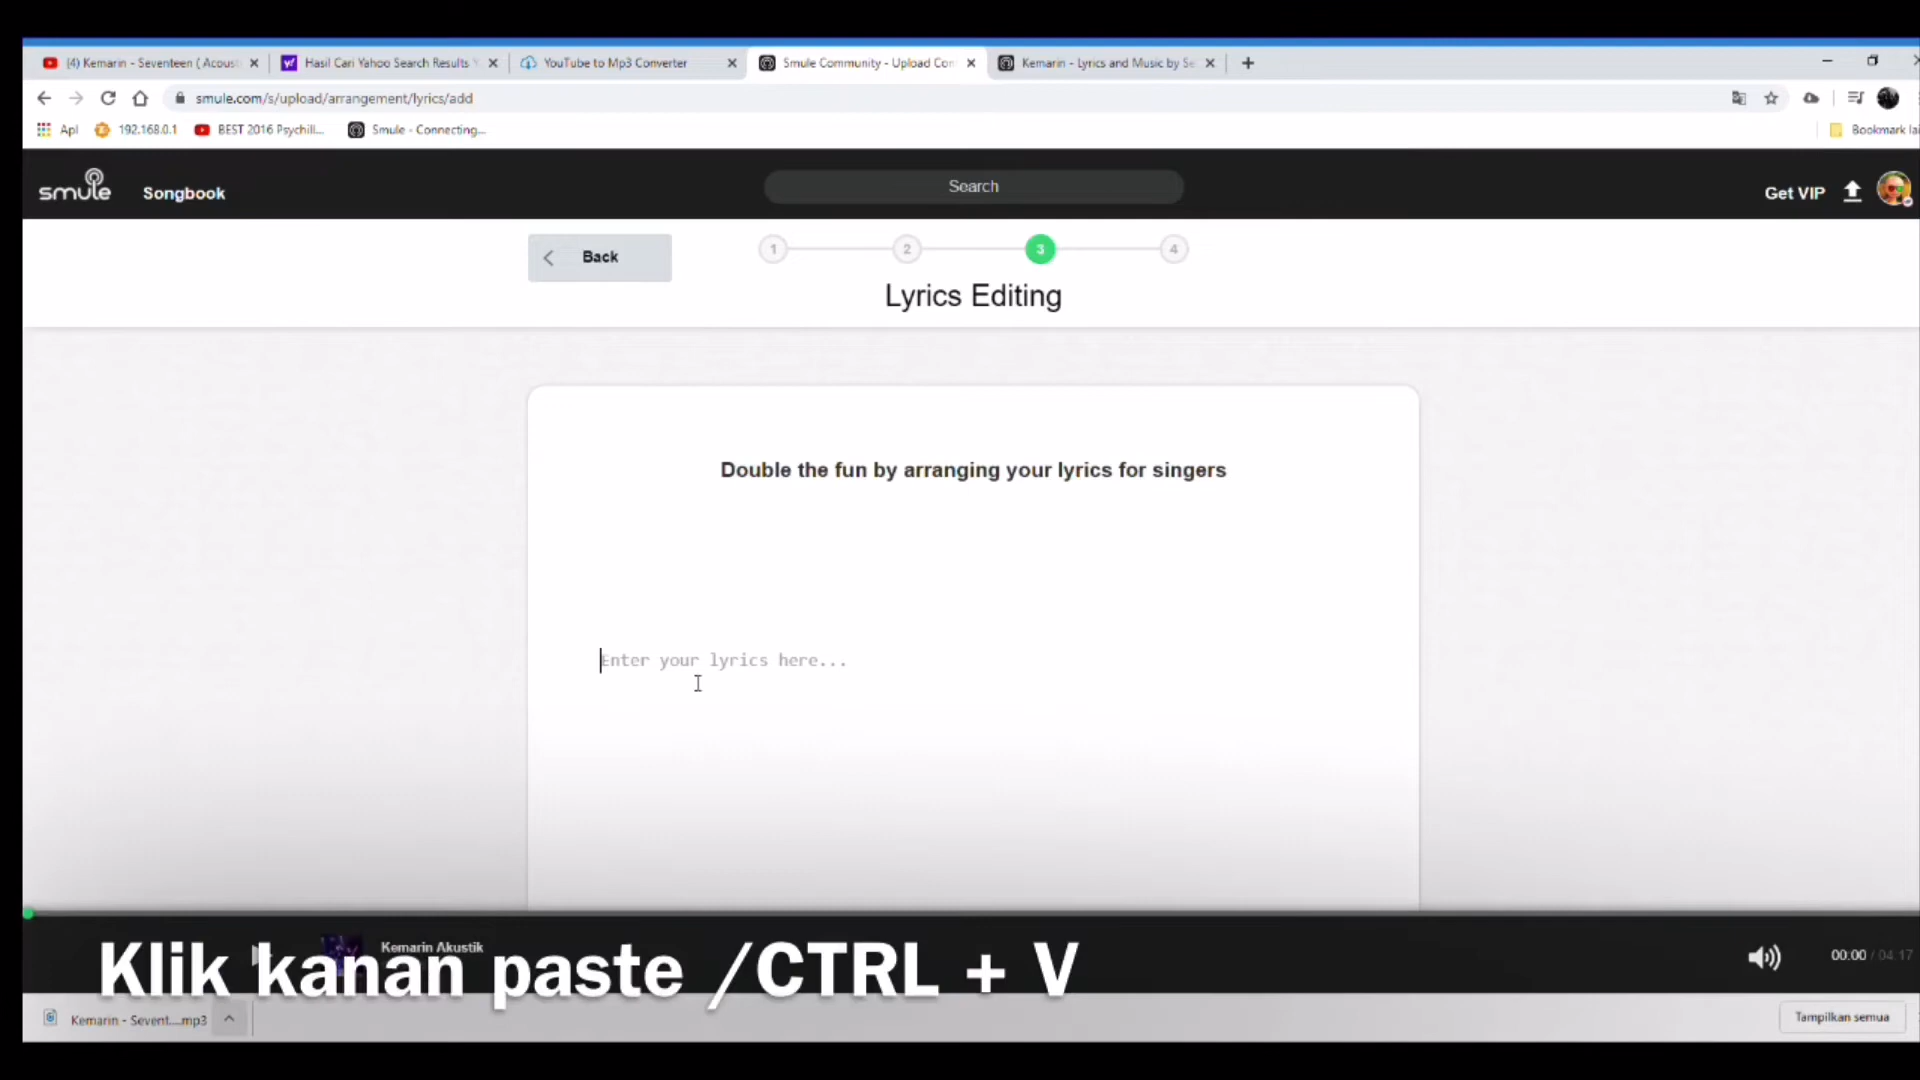 (4) Kemarin - Seventeen ( Acoust
Hasil Cari Yahoo Search Results
YouTube to Mp3 Converter
Smule Community - Upload Con
Kemarin - Lyrics and Music by Se
smule.com/s/upload/arrangement/lyrics/add
Apl
192.168.0.1
BEST 2016 Psychill...
Smule - Connecting...
Bookmark lai
smule
Songbook
Search
Get VIP
Back
1
2
3
4
Lyrics Editing
Double the fun by arranging your lyrics for singers
Enter your lyrics here...
Kemarin Akustik
Klik kanan paste /CTRL + V
00:00 / 04:17
Kemarin - Sevent....mp3
Tampilkan semua